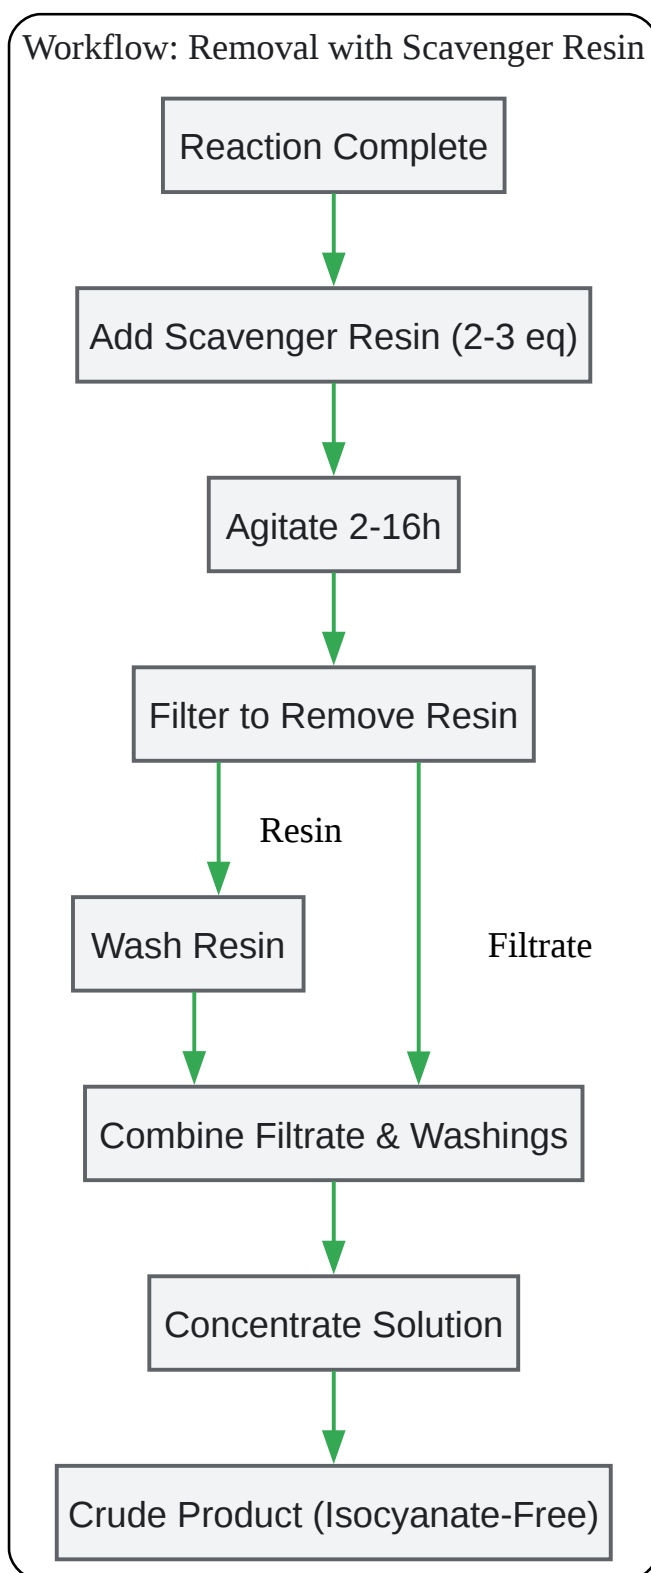 Workflow: Removal with Scavenger Resin
Reaction Complete
Add Scavenger Resin (2-3 eq)
Agitate 2-16h
Filter to Remove Resin
Resin
Wash Resin
Filtrate
Combine Filtrate & Washings
Concentrate Solution
Crude Product (Isocyanate-Free)